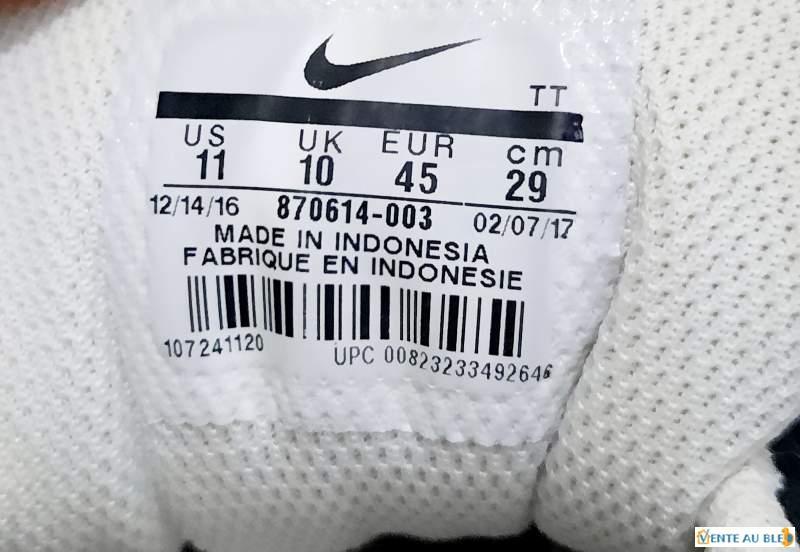 TT
US UK EUR cm
11 10 45 29
12/14/16 870614-003 02/07/17
MADE IN INDONESIA
FABRIQUE EN INDONESIE
107241120 UPC 00823233492646
VENTE AU BLED